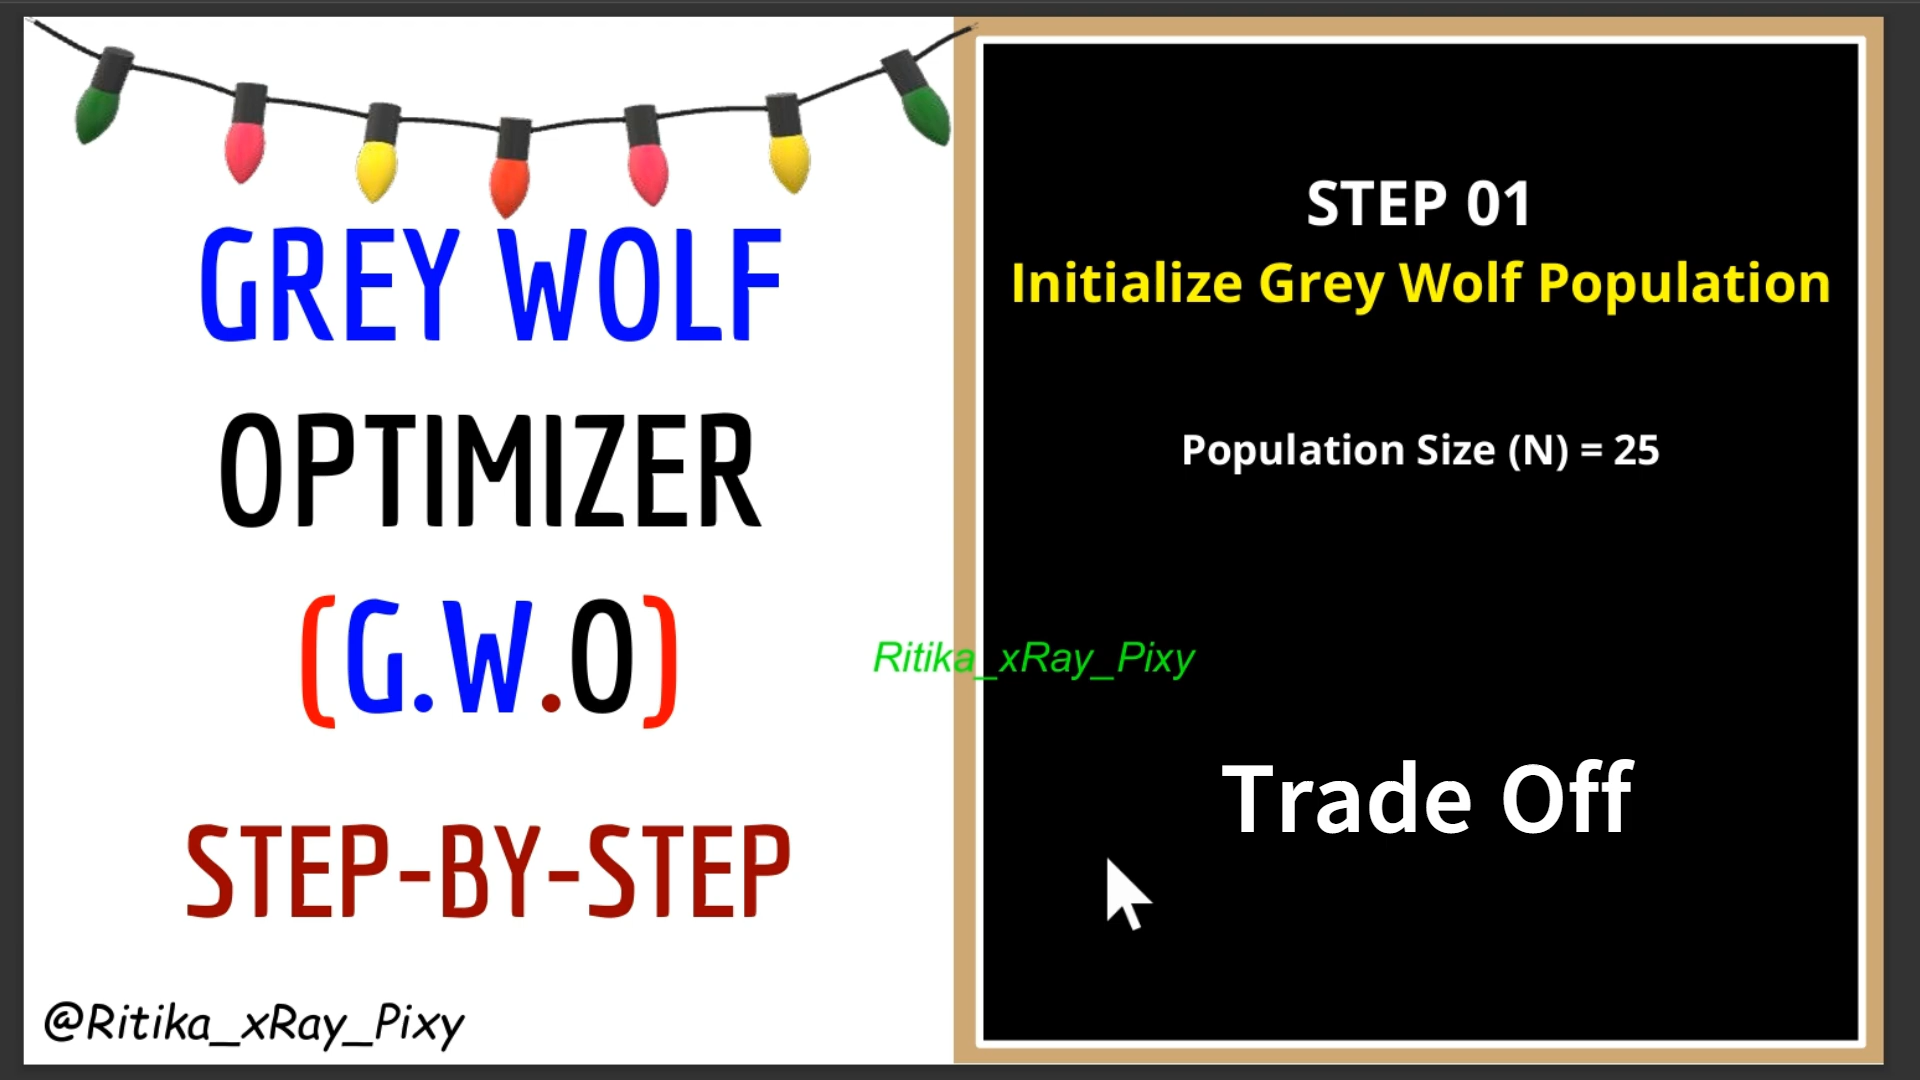 GREY WOLF
OPTIMIZER
(G.W.O)
STEP-BY-STEP
@Ritika_xRay_Pixy
STEP 01
Initialize Grey Wolf Population
Population Size (N) = 25
Ritika_xRay_Pixy
Trade Off